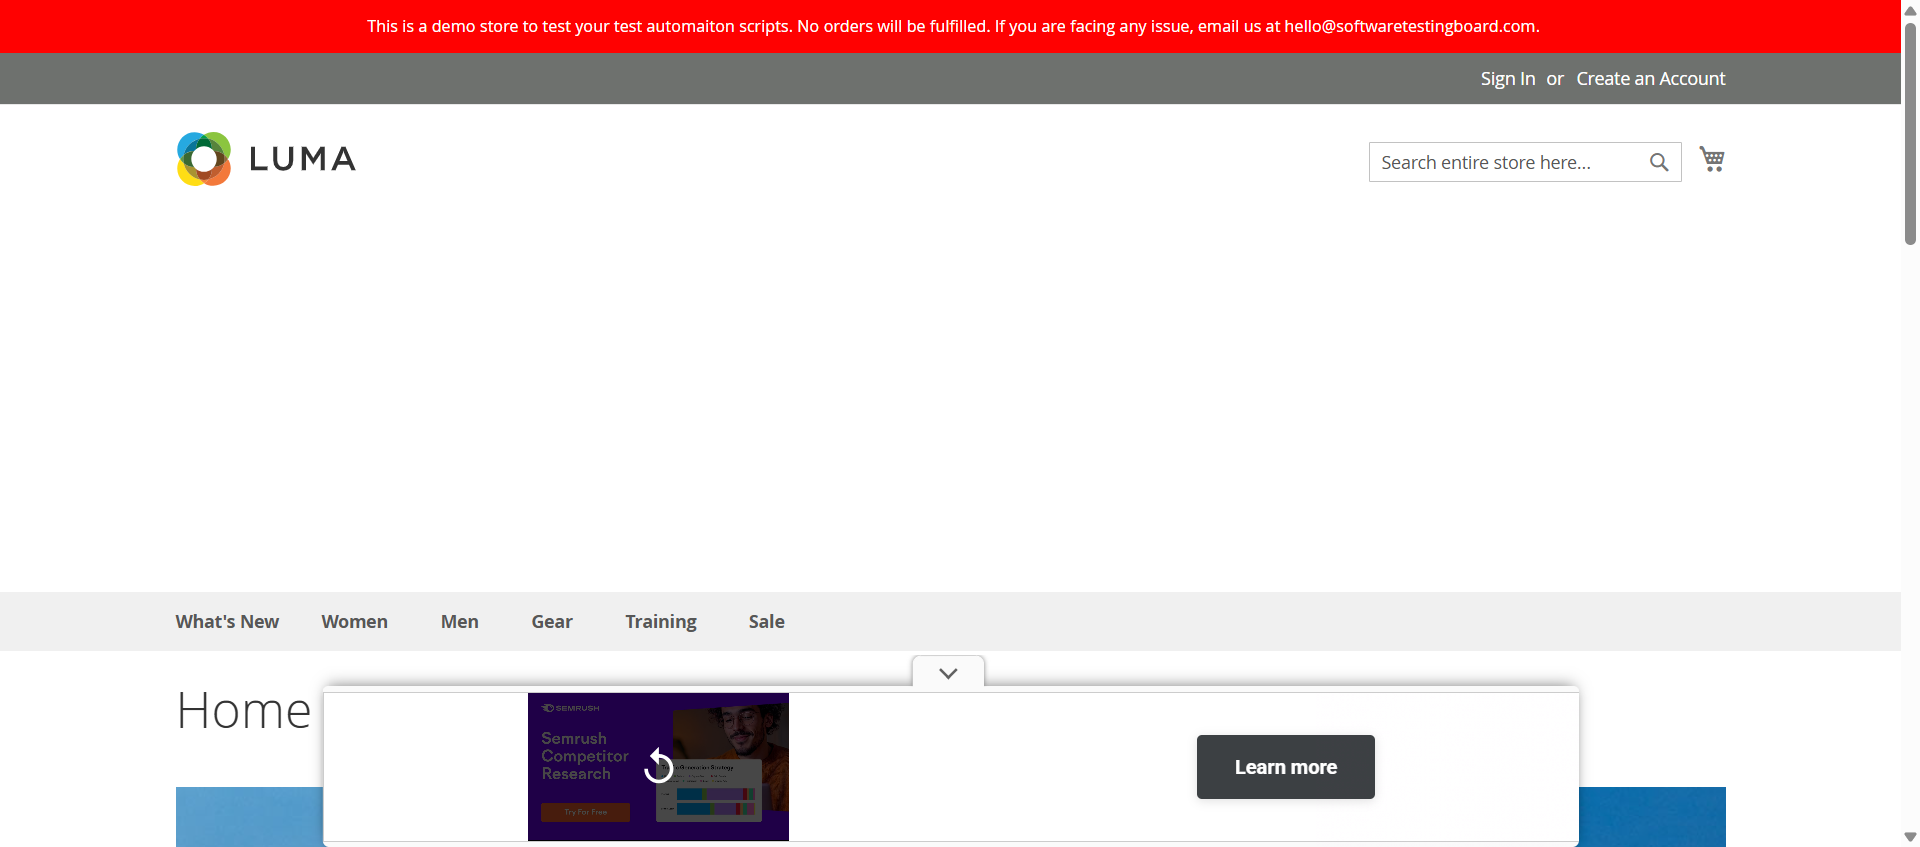 This is a demo store to test your test automaiton scripts. No orders will be fulfilled. If you are facing any issue, email us at hello@softwaretestingboard.com.
Sign In or Create an Account
LUMA
Search entire store here...
What's New Women Men Gear Training Sale
Home
SEMRUSH
Semrush
Competitor
Research
Try For Free
Learn more